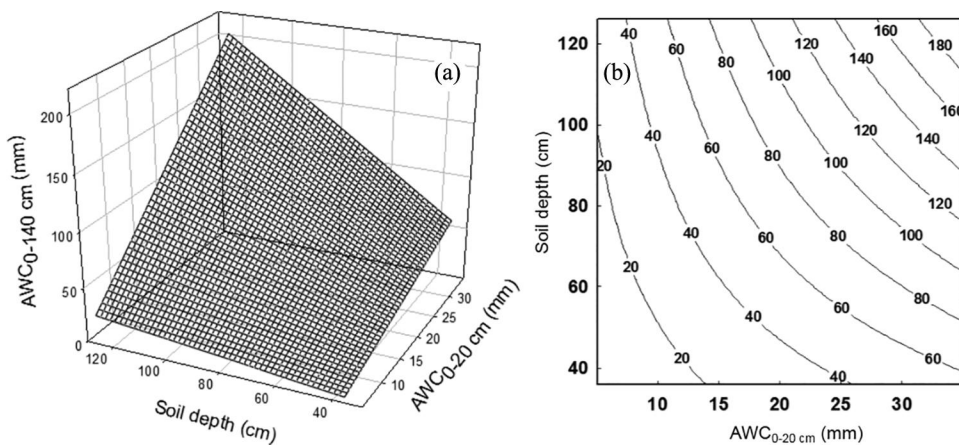 (a)
AWC0-140 cm (mm)
200
150
100
50
0
120
100
80
60
40
Soil depth (cm)
10
15
20
25
30
AWC0-20 cm (mm)
(b)
Soil depth (cm)
120
100
80
60
40
10 15 20 25 30
AWC0-20 cm (mm)
40 60 80 120 160 180
100 140 160
20 40 60 80 100 120 140
20 40 60 80 100 120
20 40 60 80
20 40 60